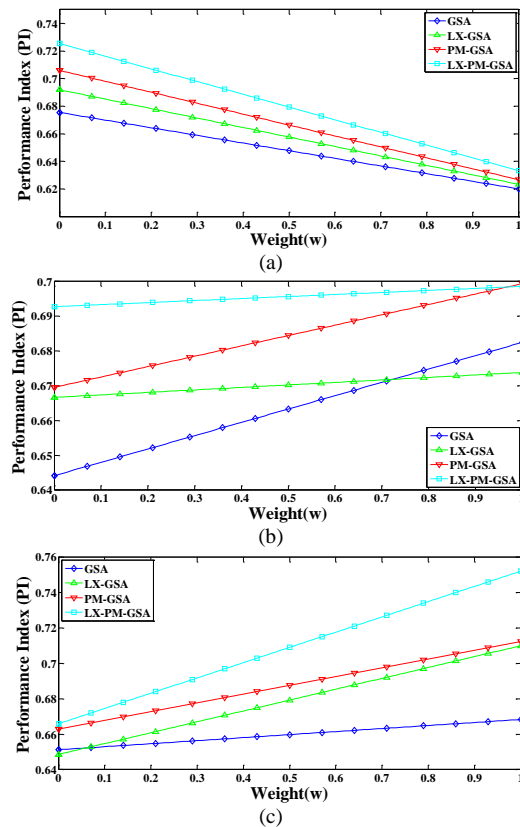 0.74
0.72
0.7
0.68
0.66
0.64
0.62
Performance Index (PI)
GSA
LX-GSA
PM-GSA
LX-PM-GSA
0 0.1 0.2 0.3 0.4 0.5 0.6 0.7 0.8 0.9 1
Weight(w)
(a)
0.7
0.69
0.68
0.67
0.66
0.65
0.64
Performance Index (PI)
GSA
LX-GSA
PM-GSA
LX-PM-GSA
0 0.1 0.2 0.3 0.4 0.5 0.6 0.7 0.8 0.9
Weight(w)
(b)
0.76
0.74
0.72
0.7
0.68
0.66
0.64
Performance Index (PI)
GSA
LX-GSA
PM-GSA
LX-PM-GSA
0 0.1 0.2 0.3 0.4 0.5 0.6 0.7 0.8 0.9 1
Weight(w)
(c)